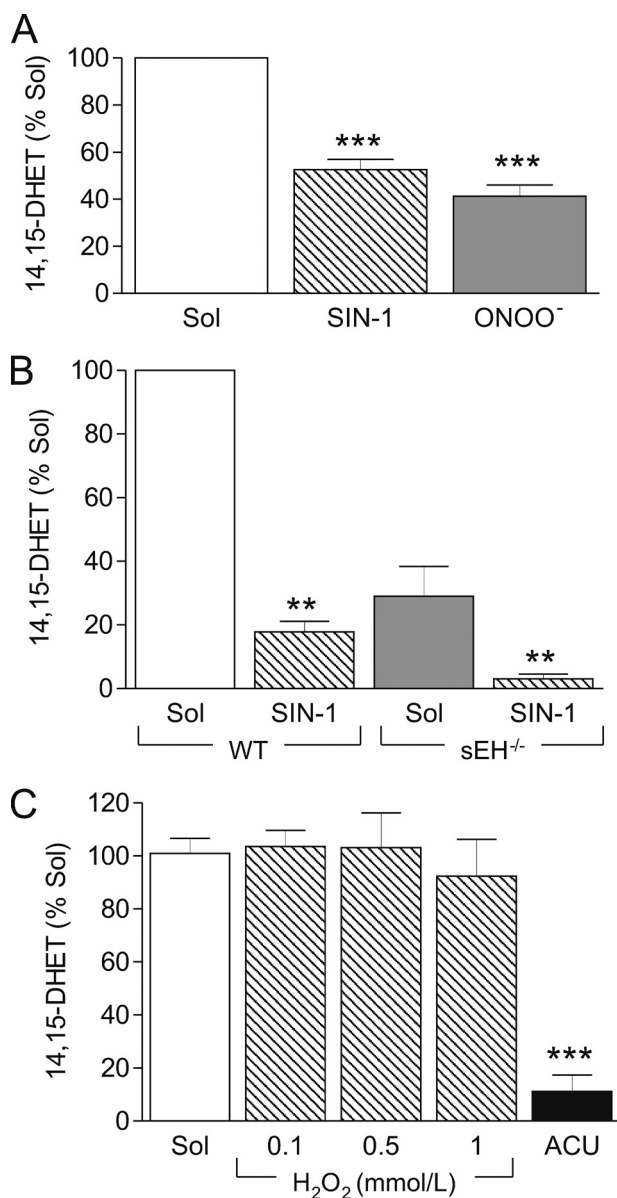 A
14,15-DHET (% Sol)
100
80
60
40
20
0
***
***
Sol SIN-1 ONOO⁻
B
14,15-DHET (% Sol)
100
80
60
40
20
0
**
**
Sol SIN-1 Sol SIN-1
WT sEH⁻/⁻
C
14,15-DHET (% Sol)
120
100
80
60
40
20
0
***
Sol 0.1 0.5 1 ACU
H₂O₂ (mmol/L)